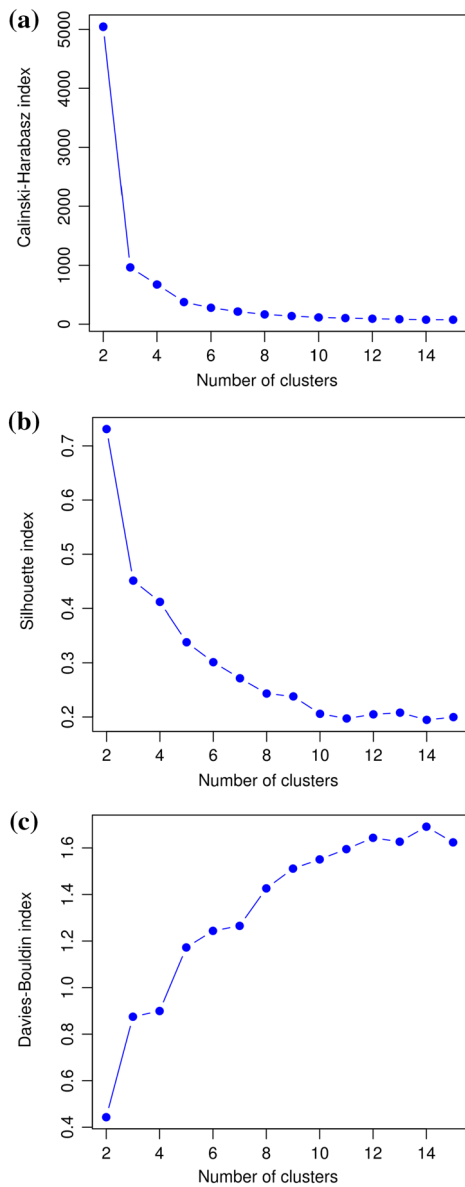 (a)
Calinski-Harabasz index
5000
4000
3000
2000
1000
0
2 4 6 8 10 12 14
Number of clusters
(b)
Silhouette index
0.7
0.6
0.5
0.4
0.3
0.2
2 4 6 8 10 12 14
Number of clusters
(c)
Davies-Bouldin index
1.6
1.4
1.2
1.0
0.8
0.6
0.4
2 4 6 8 10 12 14
Number of clusters